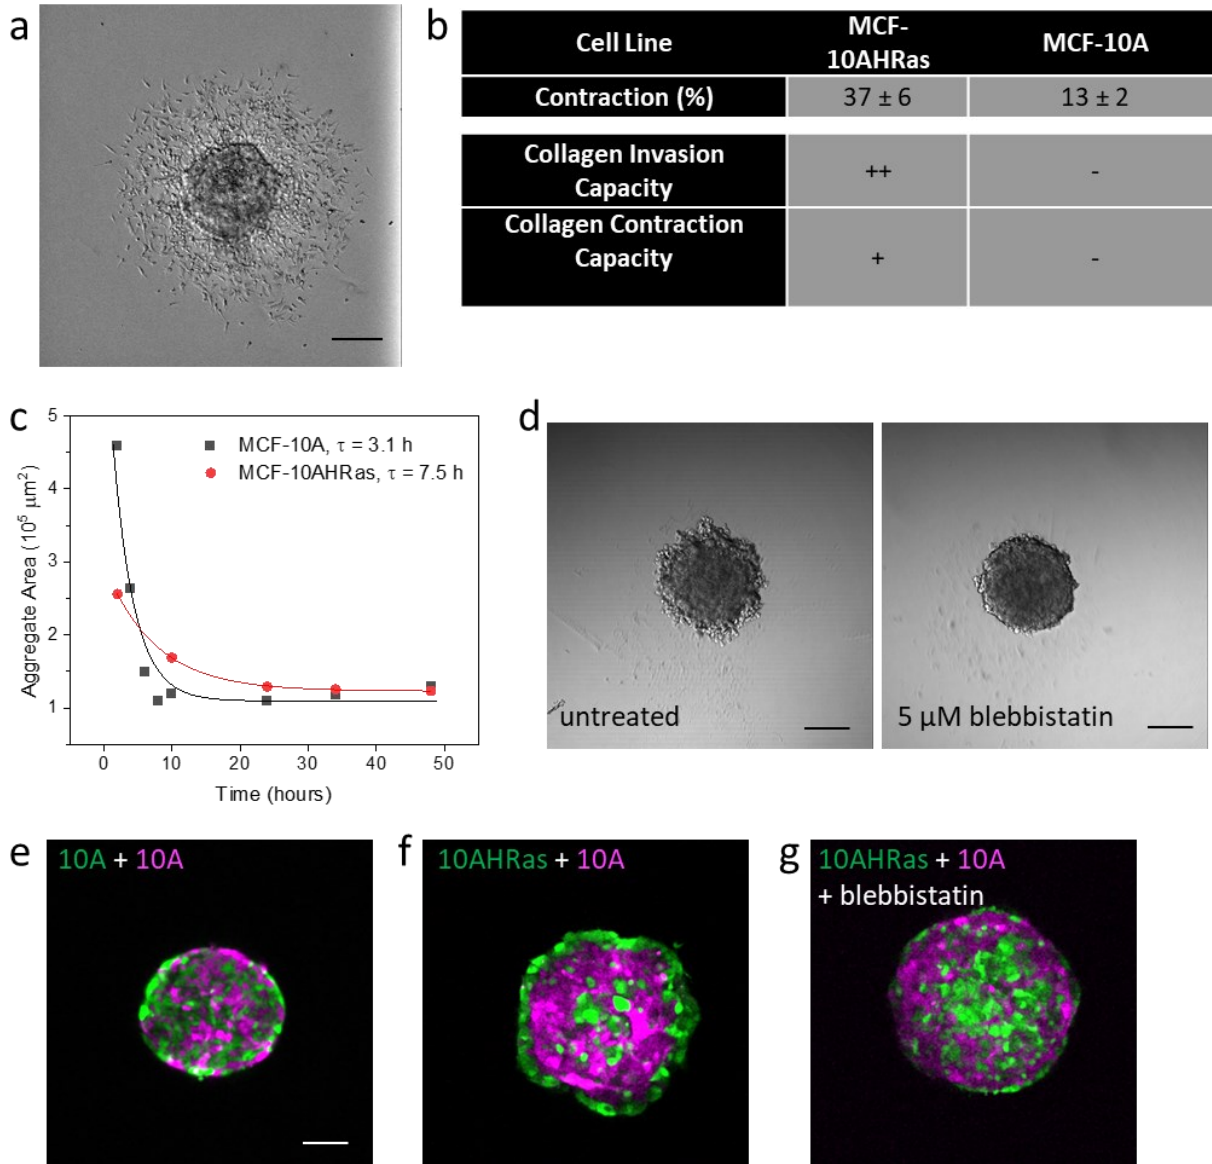 a
b
Cell Line
MCF-
10AHRas
MCF-10A
Contraction (%)
37 ± 6
13 ± 2
Collagen Invasion
Capacity
++
-
Collagen Contraction
Capacity
+
-
c
5
4
3
2
1
Aggregate Area (10⁵ μm²)
MCF-10A, τ = 3.1 h
MCF-10AHRas, τ = 7.5 h
0 10 20 30 40 50
Time (hours)
d
untreated
5 μM blebbistatin
e
10A + 10A
f
10AHRas + 10A
g
10AHRas + 10A
+ blebbistatin